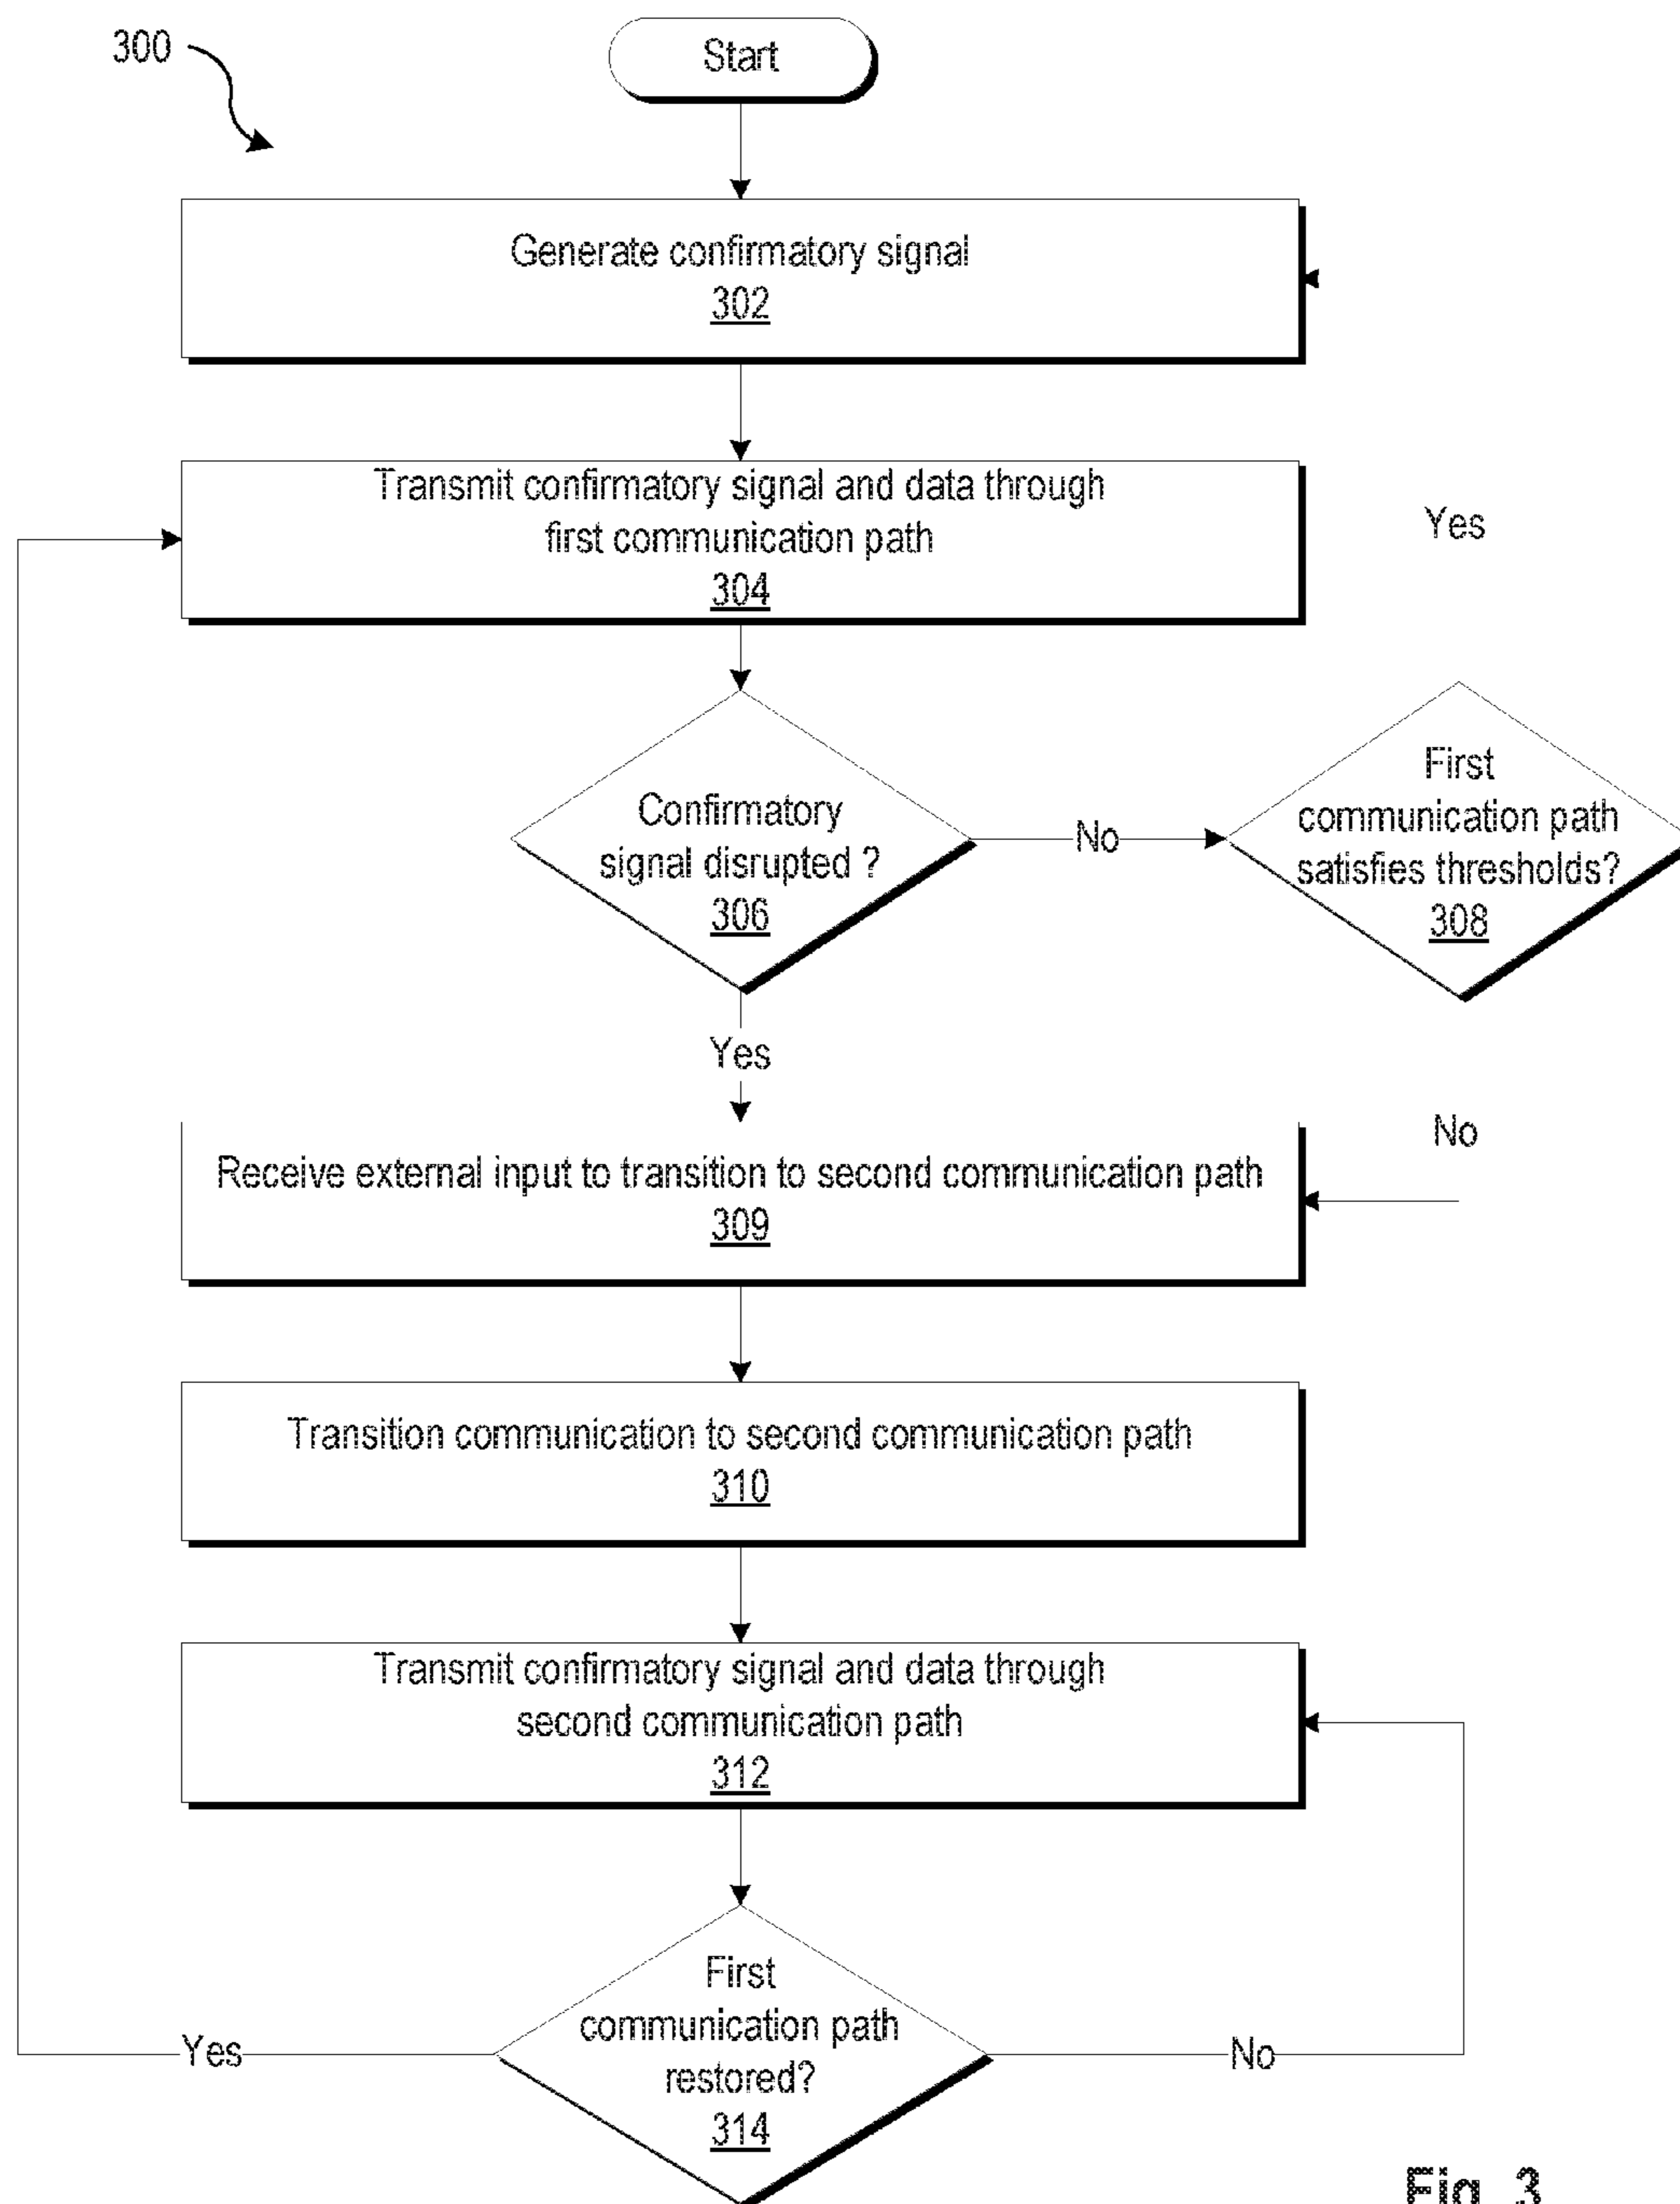 300
Start
Generate confirmatory signal
302
Transmit confirmatory signal and data through
first communication path
304
Yes
Confirmatory
signal disrupted ?
306
No
First
communication path
satisfies thresholds?
308
Yes
Receive external input to transition to second communication path
309
No
Transition communication to second communication path
310
Transmit confirmatory signal and data through
second communication path
312
First
communication path
restored?
314
Yes
No
Fig. 3